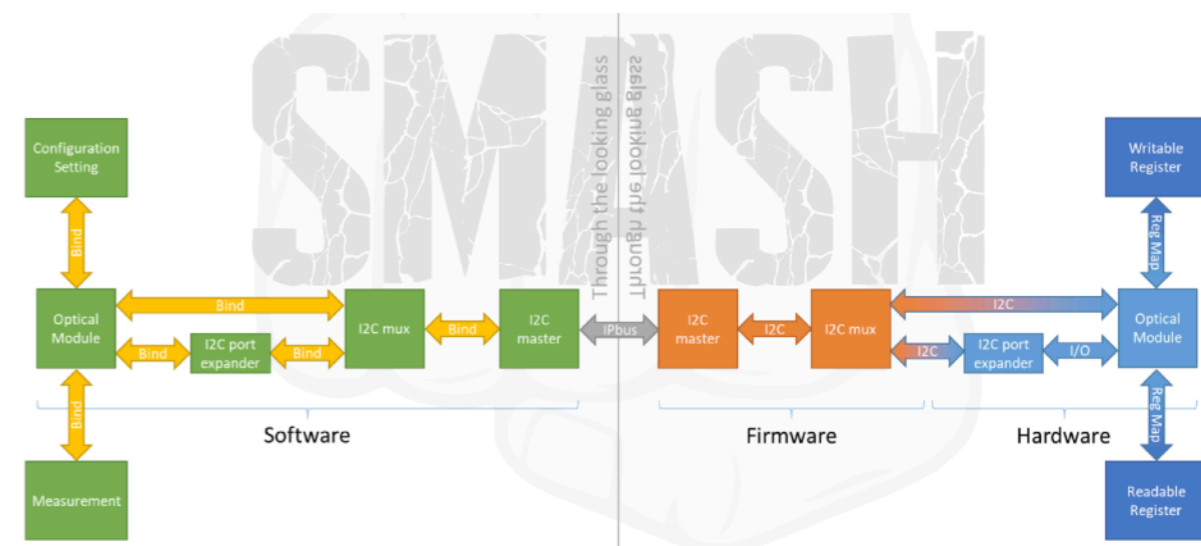 SMASH
Through the looking glass
Through the looking glass
Configuration
Setting
Writable
Register
Bind
Reg Map
Optical
Module
Bind
I2C mux
Bind
I2C
master
IPbus
I2C
master
I2C
I2C mux
I2C
Optical
Module
Bind
I2C port
expander
Bind
I2C
I2C port
expander
I/O
Bind
Reg Map
Software
Firmware
Hardware
Measurement
Readable
Register